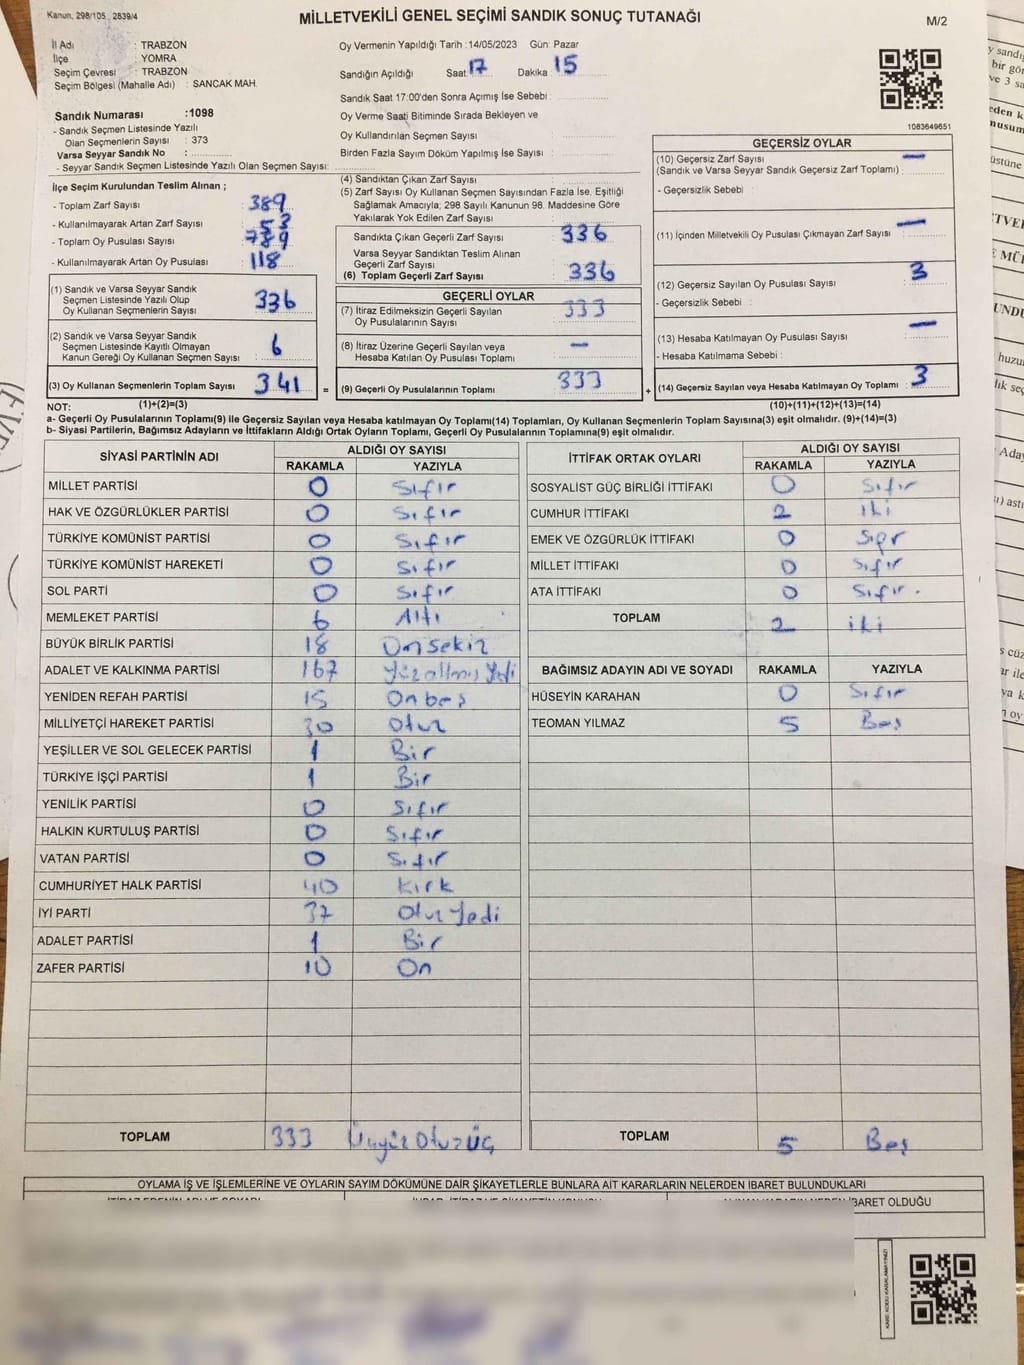 Kanun, 298/105, 2839/4
MİLLETVEKİLİ GENEL SEÇİMİ SANDIK SONUÇ TUTANAĞI
M/2
İl Adı : TRABZON
İlçe : YOMRA
Seçim Çevresi : TRABZON
Seçim Bölgesi (Mahalle Adı) : SANCAK MAH.
Oy Vermenin Yapıldığı Tarih :14/05/2023 Gün: Pazar
Sandığın Açıldığı Saat 17 Dakika 15
Sandık Saat 17:00'den Sonra Açımış İse Sebebi :
Oy Verme Saati Bitiminde Sırada Bekleyen ve
Oy Kullandırılan Seçmen Sayısı :
Birden Fazla Sayım Döküm Yapılmış İse Sayısı :
Sandık Numarası :1098
- Sandık Seçmen Listesinde Yazılı
Olan Seçmenlerin Sayısı : 373
Varsa Seyyar Sandık No :
- Seyyar Sandık Seçmen Listesinde Yazılı Olan Seçmen Sayısı:
1083649651
İlçe Seçim Kurulundan Teslim Alınan ;
- Toplam Zarf Sayısı : 389
- Kullanılmayarak Artan Zarf Sayısı : 53
- Toplam Oy Pusulası Sayısı :
- Kullanılmayarak Artan Oy Pusulası : 118
(1) Sandık ve Varsa Seyyar Sandık
Seçmen Listesinde Yazılı Olup
Oy Kullanan Seçmenlerin Sayısı : 336
(2) Sandık ve Varsa Seyyar Sandık
Seçmen Listesinde Kayıtlı Olmayan
Kanun Gereği Oy Kullanan Seçmen Sayısı : 6
(3) Oy Kullanan Seçmenlerin Toplam Sayısı : 341 =
(1)+(2)=(3)
(4) Sandıktan Çıkan Zarf Sayısı :
(5) Zarf Sayısı Oy Kullanan Seçmen Sayısından Fazla İse, Eşitliği
Sağlamak Amacıyla; 298 Sayılı Kanunun 98. Maddesine Göre
Yakılarak Yok Edilen Zarf Sayısı :
Sandıkta Çıkan Geçerli Zarf Sayısı : 336
Varsa Seyyar Sandıktan Teslim Alınan
Geçerli Zarf Sayısı :
(6) Toplam Geçerli Zarf Sayısı : 336
GEÇERLİ OYLAR
(7) İtiraz Edilmeksizin Geçerli Sayılan
Oy Pusulalarının Sayısı : 333
(8) İtiraz Üzerine Geçerli Sayılan veya
Hesaba Katılan Oy Pusulası Toplamı : —
(9) Geçerli Oy Pusulalarının Toplamı : 333 +
GEÇERSİZ OYLAR
(10) Geçersiz Zarf Sayısı
(Sandık ve Varsa Seyyar Sandık Geçersiz Zarf Toplamı) : —
- Geçersizlik Sebebi :
(11) İçinden Milletvekili Oy Pusulası Çıkmayan Zarf Sayısı : —
(12) Geçersiz Sayılan Oy Pusulası Sayısı : 3
- Geçersizlik Sebebi :
(13) Hesaba Katılmayan Oy Pusulası Sayısı : —
- Hesaba Katılmama Sebebi :
(14) Geçersiz Sayılan veya Hesaba Katılmayan Oy Toplamı : 3
(10)+(11)+(12)+(13)=(14)
NOT:
a- Geçerli Oy Pusulalarının Toplamı(9) ile Geçersiz Sayılan veya Hesaba katılmayan Oy Toplamı(14) Toplamları, Oy Kullanan Seçmenlerin Toplam Sayısına(3) eşit olmalıdır. (9)+(14)=(3)
b- Siyasi Partilerin, Bağımsız Adayların ve İttifakların Aldığı Ortak Oyların Toplamı, Geçerli Oy Pusulalarının Toplamına(9) eşit olmalıdır.
SİYASİ PARTİNİN ADI ALDIĞI OY SAYISI
RAKAMLA YAZIYLA
MİLLET PARTİSİ 0 Sıfır
HAK VE ÖZGÜRLÜKLER PARTİSİ 0 Sıfır
TÜRKİYE KOMÜNİST PARTİSİ 0 Sıfır
TÜRKİYE KOMÜNİST HAREKETİ 0 Sıfır
SOL PARTİ 0 Sıfır
MEMLEKET PARTİSİ 6 Altı
BÜYÜK BİRLİK PARTİSİ 18 Onsekiz
ADALET VE KALKINMA PARTİSİ 167 Yüzaltmış Yedi
YENİDEN REFAH PARTİSİ 15 Onbeş
MİLLİYETÇİ HAREKET PARTİSİ 30 Otuz
YEŞİLLER VE SOL GELECEK PARTİSİ 1 Bir
TÜRKİYE İŞÇİ PARTİSİ 1 Bir
YENİLİK PARTİSİ 0 Sıfır
HALKIN KURTULUŞ PARTİSİ 0 Sıfır
VATAN PARTİSİ 0 Sıfır
CUMHURİYET HALK PARTİSİ 40 Kırk
İYİ PARTİ 37 Otuz Yedi
ADALET PARTİSİ 1 Bir
ZAFER PARTİSİ 10 On
TOPLAM 333 Üçyüz Otuzüç
İTTİFAK ORTAK OYLARI ALDIĞI OY SAYISI
RAKAMLA YAZIYLA
SOSYALİST GÜÇ BİRLİĞİ İTTİFAKI 0 Sıfır
CUMHUR İTTİFAKI 2 iki
EMEK VE ÖZGÜRLÜK İTTİFAKI 0 Sıfır
MİLLET İTTİFAKI 0 Sıfır
ATA İTTİFAKI 0 Sıfır.
TOPLAM 2 iki
BAĞIMSIZ ADAYIN ADI VE SOYADI RAKAMLA YAZIYLA
HÜSEYİN KARAHAN 0 Sıfır
TEOMAN YILMAZ 5 Beş
TOPLAM 5 Beş
OYLAMA İŞ VE İŞLEMLERİNE VE OYLARIN SAYIM DÖKÜMÜNE DAİR ŞİKAYETLERLE BUNLARA AİT KARARLARIN NELERDEN İBARET BULUNDUKLARI
İBARET OLDUĞU